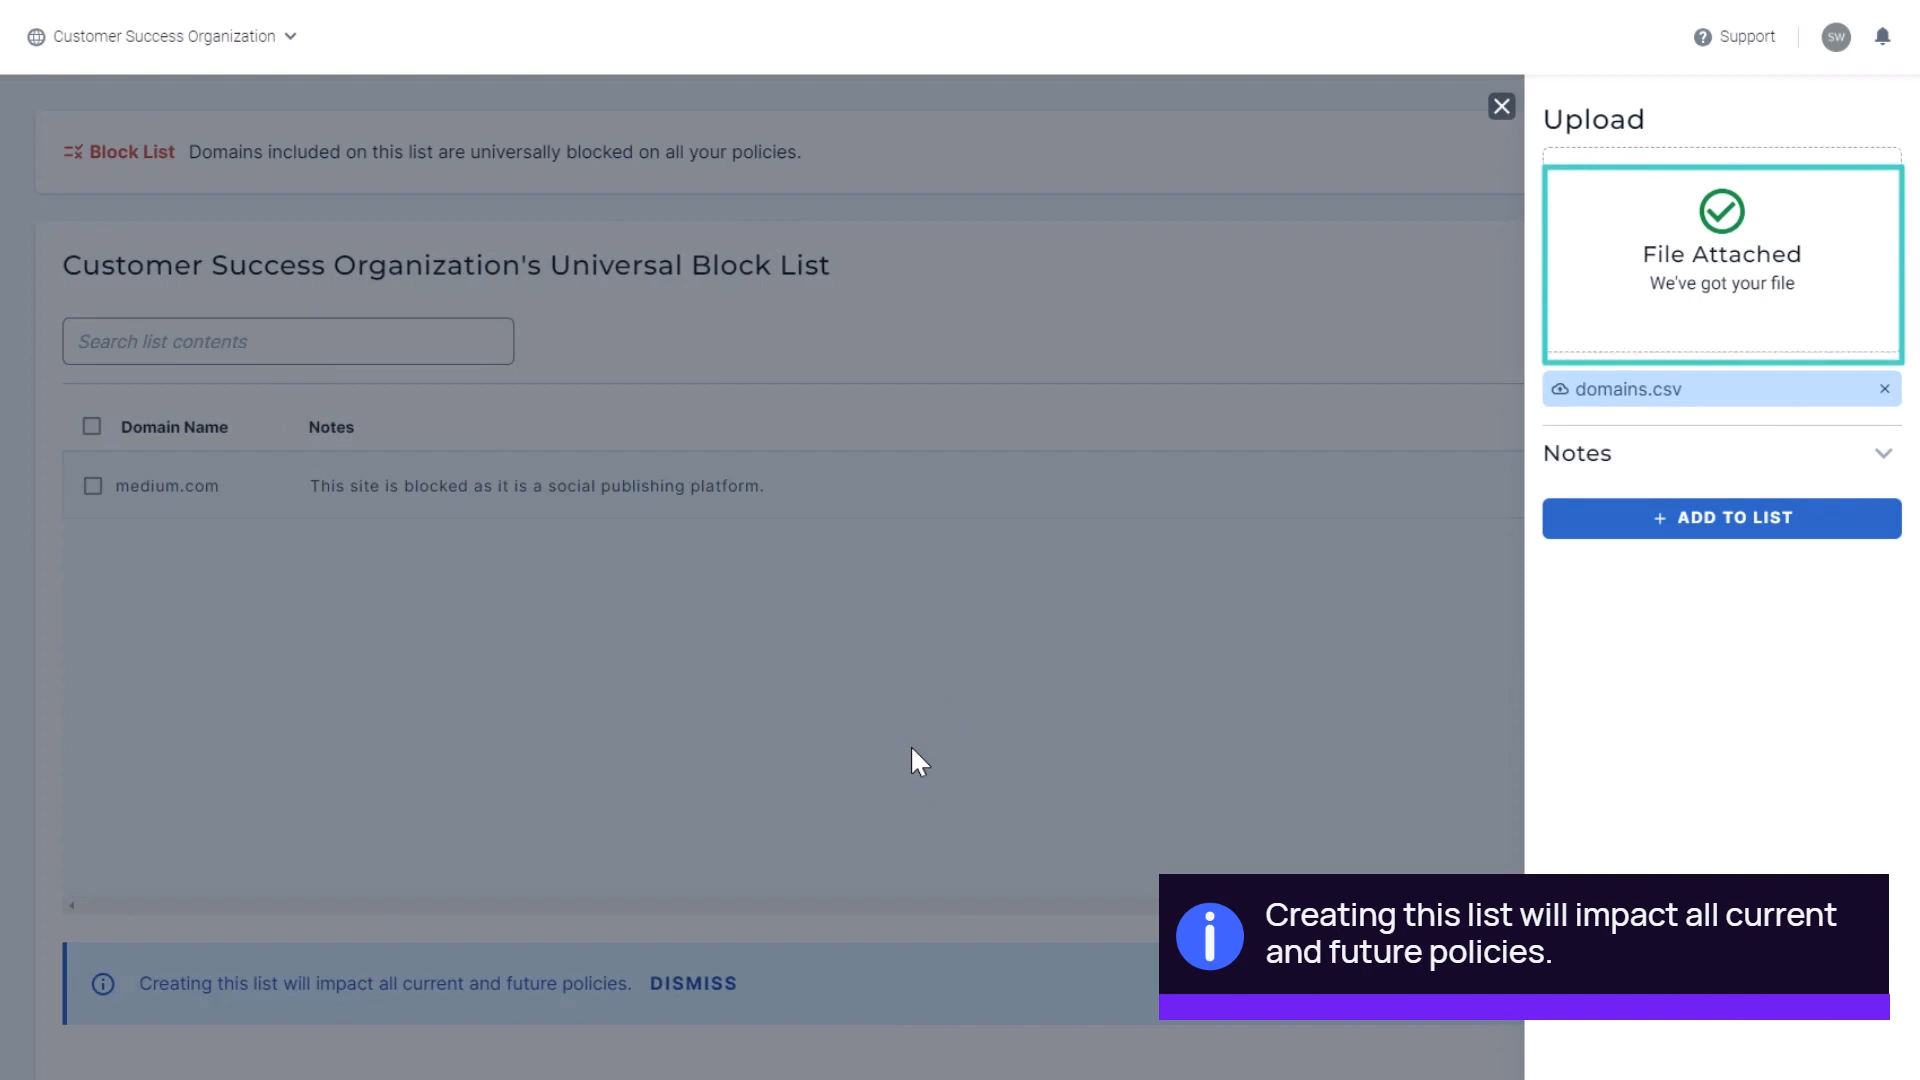 Customer Success Organization
Support
SW
Block List Domains included on this list are universally blocked on all your policies.
Customer Success Organization's Universal Block List
Search list contents
Domain Name Notes
medium.com This site is blocked as it is a social publishing platform.
Creating this list will impact all current and future policies. DISMISS
Upload
File Attached
We've got your file
domains.csv
Notes
+ ADD TO LIST
Creating this list will impact all current
and future policies.